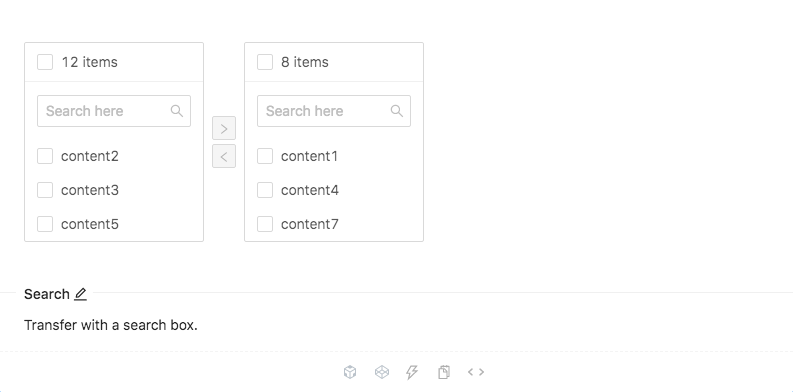 12 items
Search here
content2
content3
content5
8 items
Search here
content1
content4
content7
Search
Transfer with a search box.